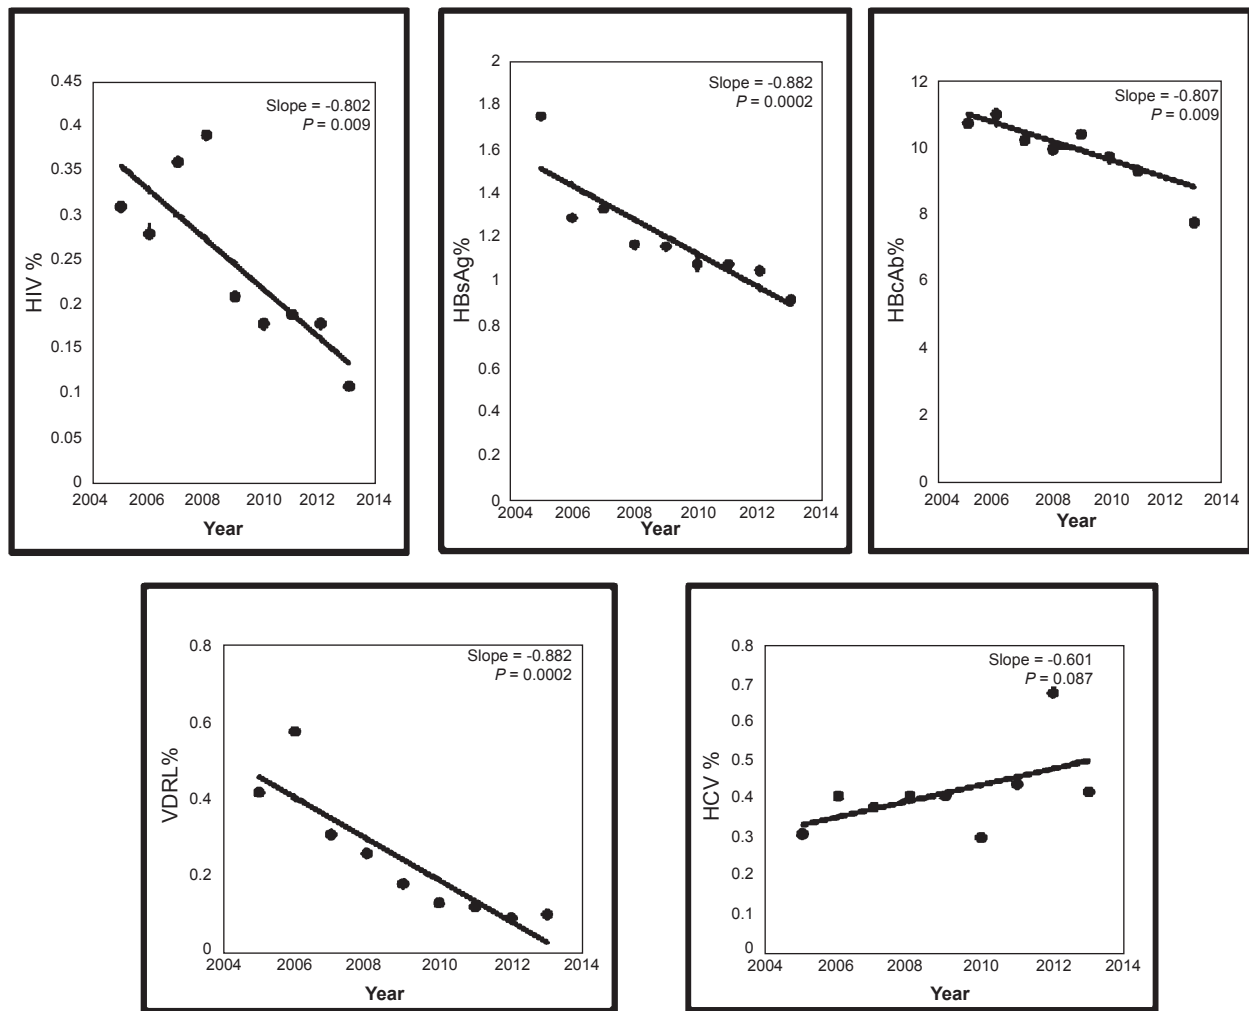 0.45
0.4
0.35
0.3
0.25
0.2
0.15
0.1
0.05
0
HIV %
Slope = -0.802
P = 0.009
2004 2006 2008 2010 2012 2014
Year
2
1.8
1.6
1.4
1.2
1
0.8
0.6
0.4
0.2
0
HBsAg%
Slope = -0.882
P = 0.0002
2004 2006 2008 2010 2012 2014
Year
12
10
8
6
4
2
0
HBcAb%
Slope = -0.807
P = 0.009
2004 2006 2008 2010 2012 2014
Year
0.8
0.6
0.4
0.2
0
VDRL%
Slope = -0.882
P = 0.0002
2004 2006 2008 2010 2012 2014
Year
0.8
0.7
0.6
0.5
0.4
0.3
0.2
0.1
0
HCV %
Slope = -0.601
P = 0.087
2004 2006 2008 2010 2012 2014
Year